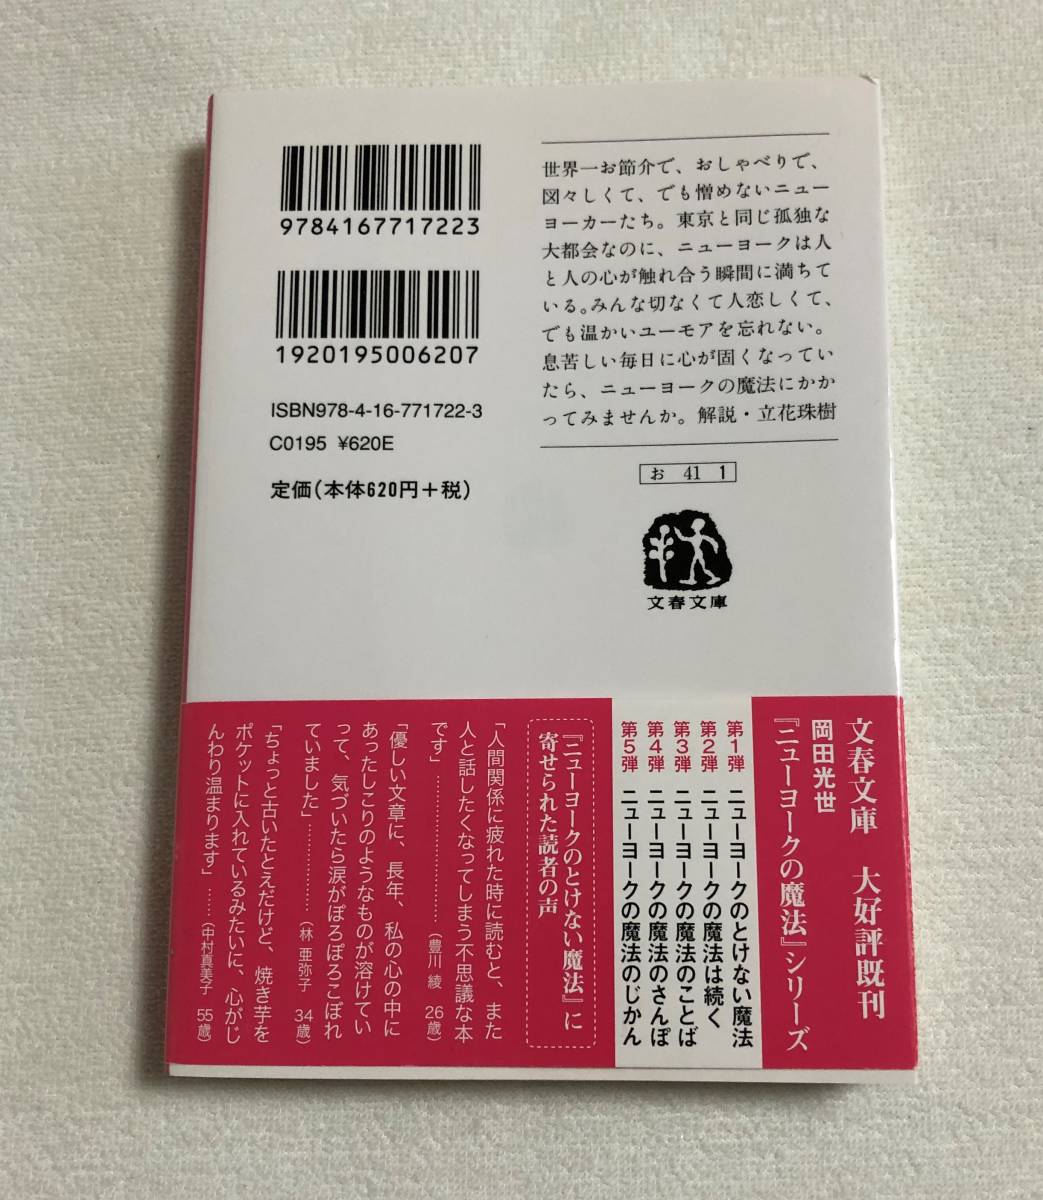 9784167717223
1920195006207
ISBN978-4-16-771722-3
C0195 ¥620E
定価(本体620円+税)
世界一お節介で、おしゃべりで、
図々しくて、でも憎めないニュー
ヨーカーたち。東京と同じ孤独な
大都会なのに、ニューヨークは人
と人の心が触れ合う瞬間に満ちて
いる。みんな切なくて人恋しくて、
でも温かいユーモアを忘れない。
息苦しい毎日に心が固くなってい
たら、ニューヨークの魔法にかか
ってみませんか。解説・立花珠樹
お 41 1
文春文庫
文春文庫 大好評既刊
岡田光世
『ニューヨークの魔法』シリーズ
第1弾 ニューヨークのとけない魔法
第2弾 ニューヨークの魔法は続く
第3弾 ニューヨークの魔法のことば
第4弾 ニューヨークの魔法のさんぽ
第5弾 ニューヨークの魔法のじかん
『ニューヨークのとけない魔法』に
寄せられた読者の声
「人間関係に疲れた時に読むと、また
人と話したくなってしまう不思議な本
です」……………………(豊川 綾 26歳)
「優しい文章に、長年、私の心の中に
あったしこりのようなものが溶けてい
って、気づいたら涙がぽろぽろこぼれ
ていました」……………(林 亜弥子 34歳)
「ちょっと古いたとえだけど、焼き芋を
ポケットに入れているみたいに、心がじ
んわり温まります」……(中村真美子 55歳)